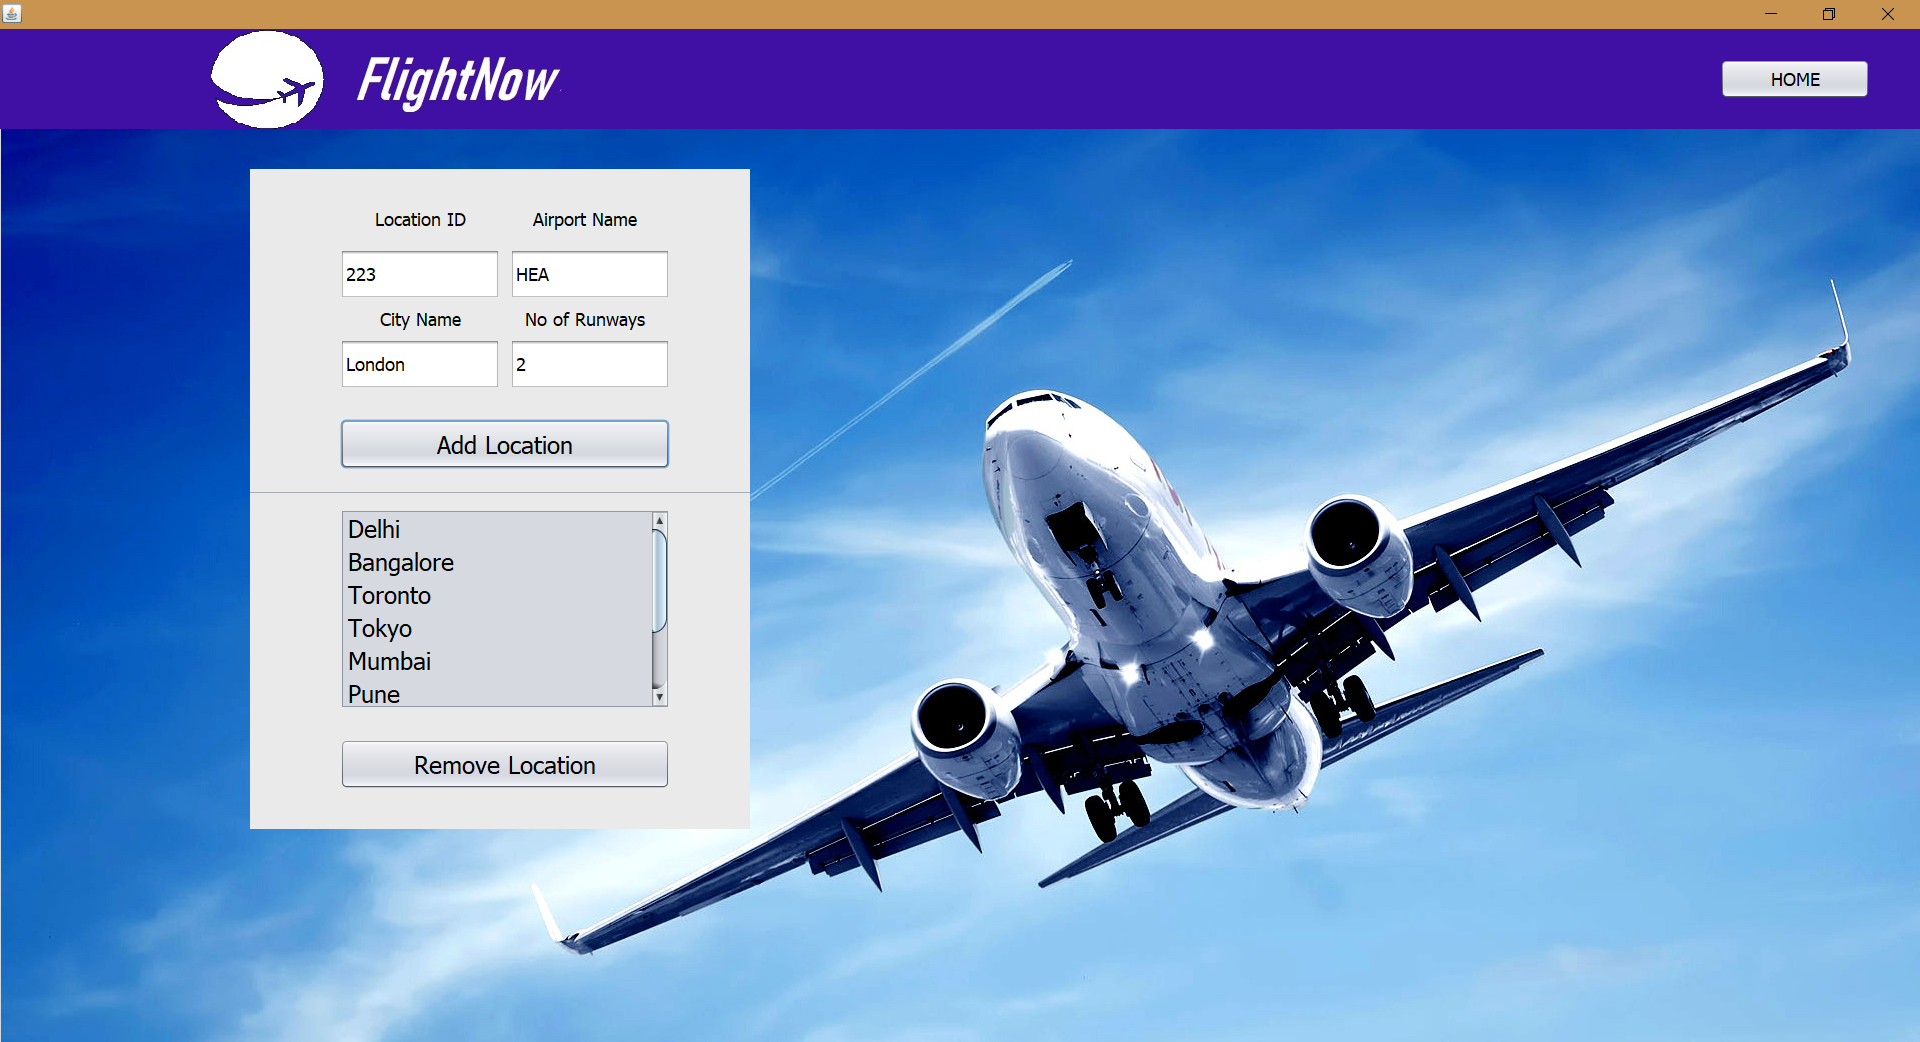 FlightNow
HOME
Location ID Airport Name
223 HEA
City Name No of Runways
London 2
Add Location
Delhi
Bangalore
Toronto
Tokyo
Mumbai
Pune
Remove Location